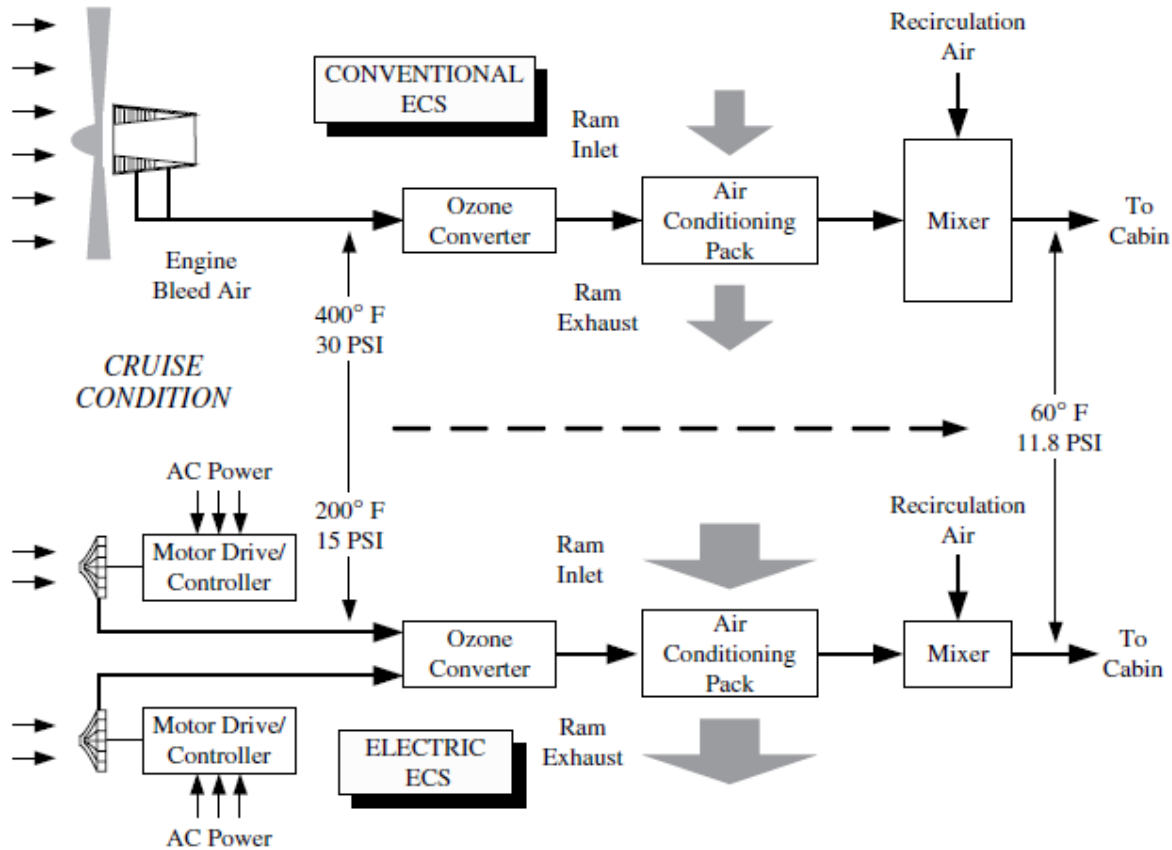 Recirculation
Air
CONVENTIONAL
ECS
Ram
Inlet
Ozone
Converter
Air
Conditioning
Pack
Mixer
To
Cabin
Engine
Bleed Air
400° F
30 PSI
Ram
Exhaust
CRUISE
CONDITION
60° F
11.8 PSI
AC Power
200° F
15 PSI
Recirculation
Air
Motor Drive/
Controller
Ram
Inlet
Ozone
Converter
Air
Conditioning
Pack
Mixer
To
Cabin
Motor Drive/
Controller
ELECTRIC
ECS
Ram
Exhaust
AC Power